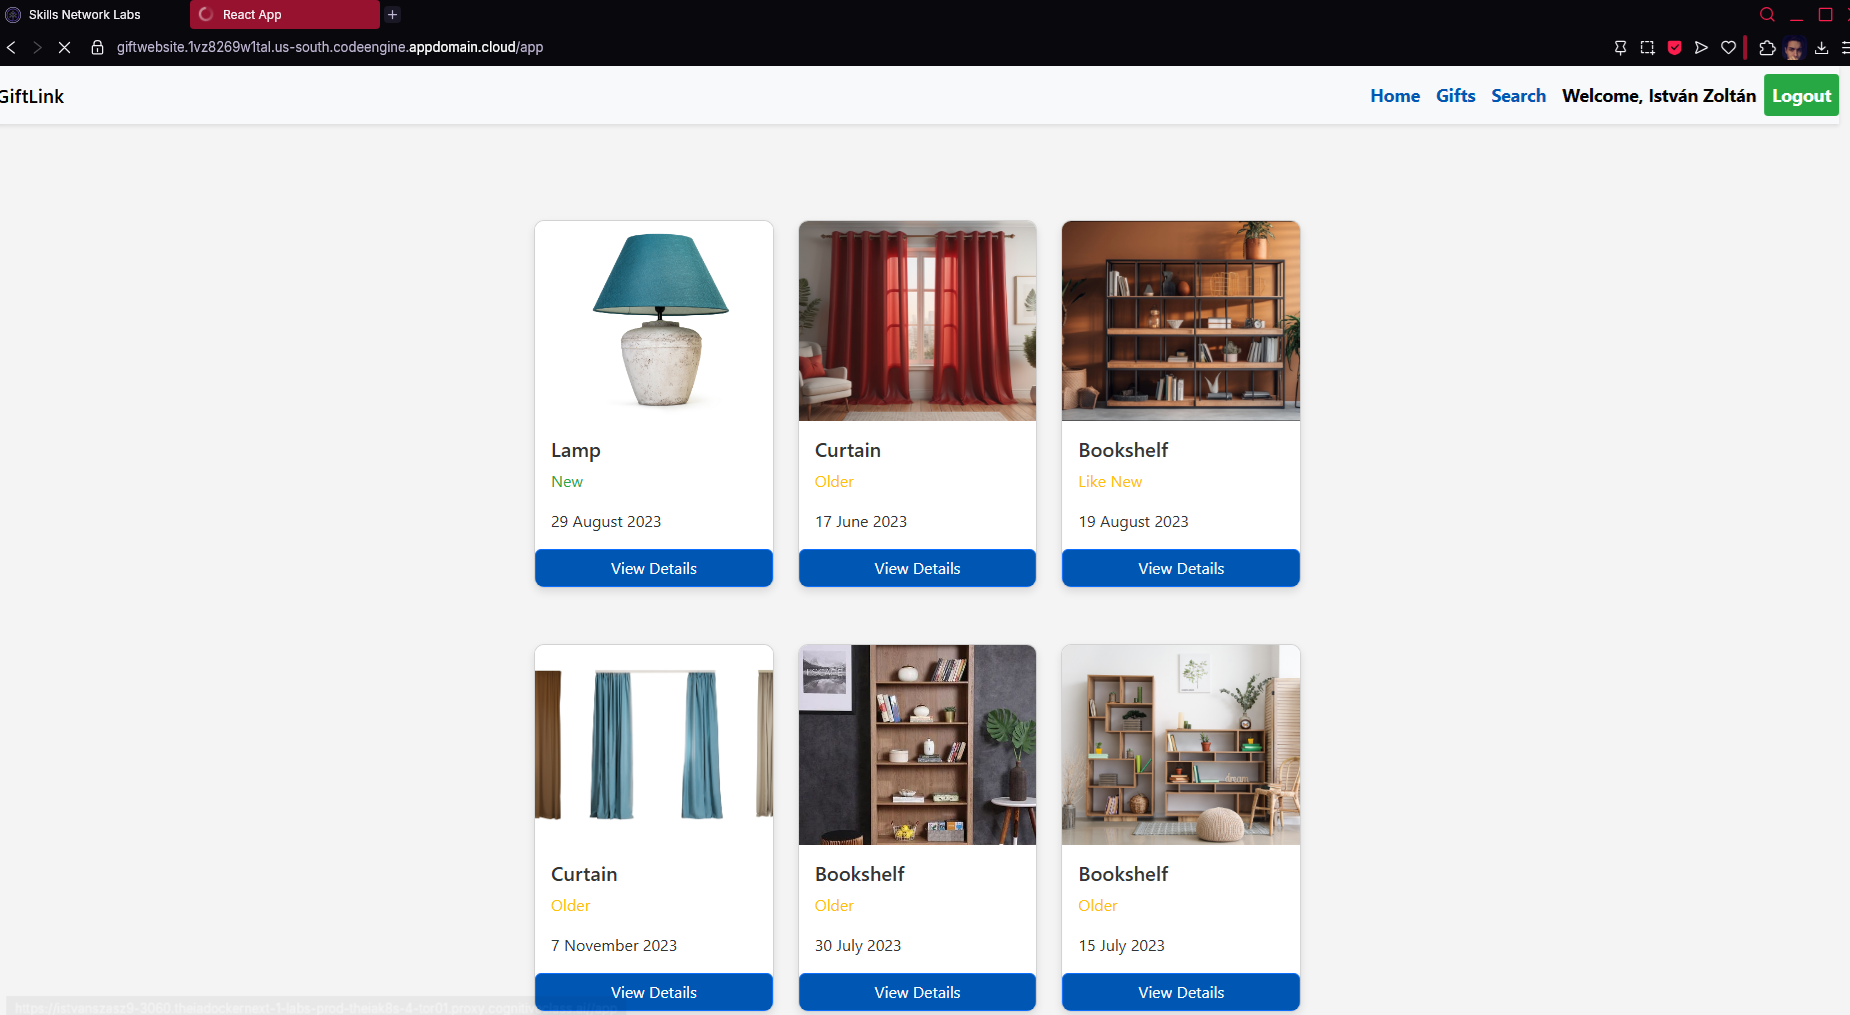 Skills Network Labs
React App
giftwebsite.1vz8269w1tal.us-south.codeengine.appdomain.cloud/app
GiftLink
Home Gifts Search Welcome, István Zoltán Logout
Lamp
New
29 August 2023
View Details
Curtain
Older
17 June 2023
View Details
Bookshelf
Like New
19 August 2023
View Details
Curtain
Older
7 November 2023
View Details
Bookshelf
Older
30 July 2023
View Details
dream
Bookshelf
Older
15 July 2023
View Details